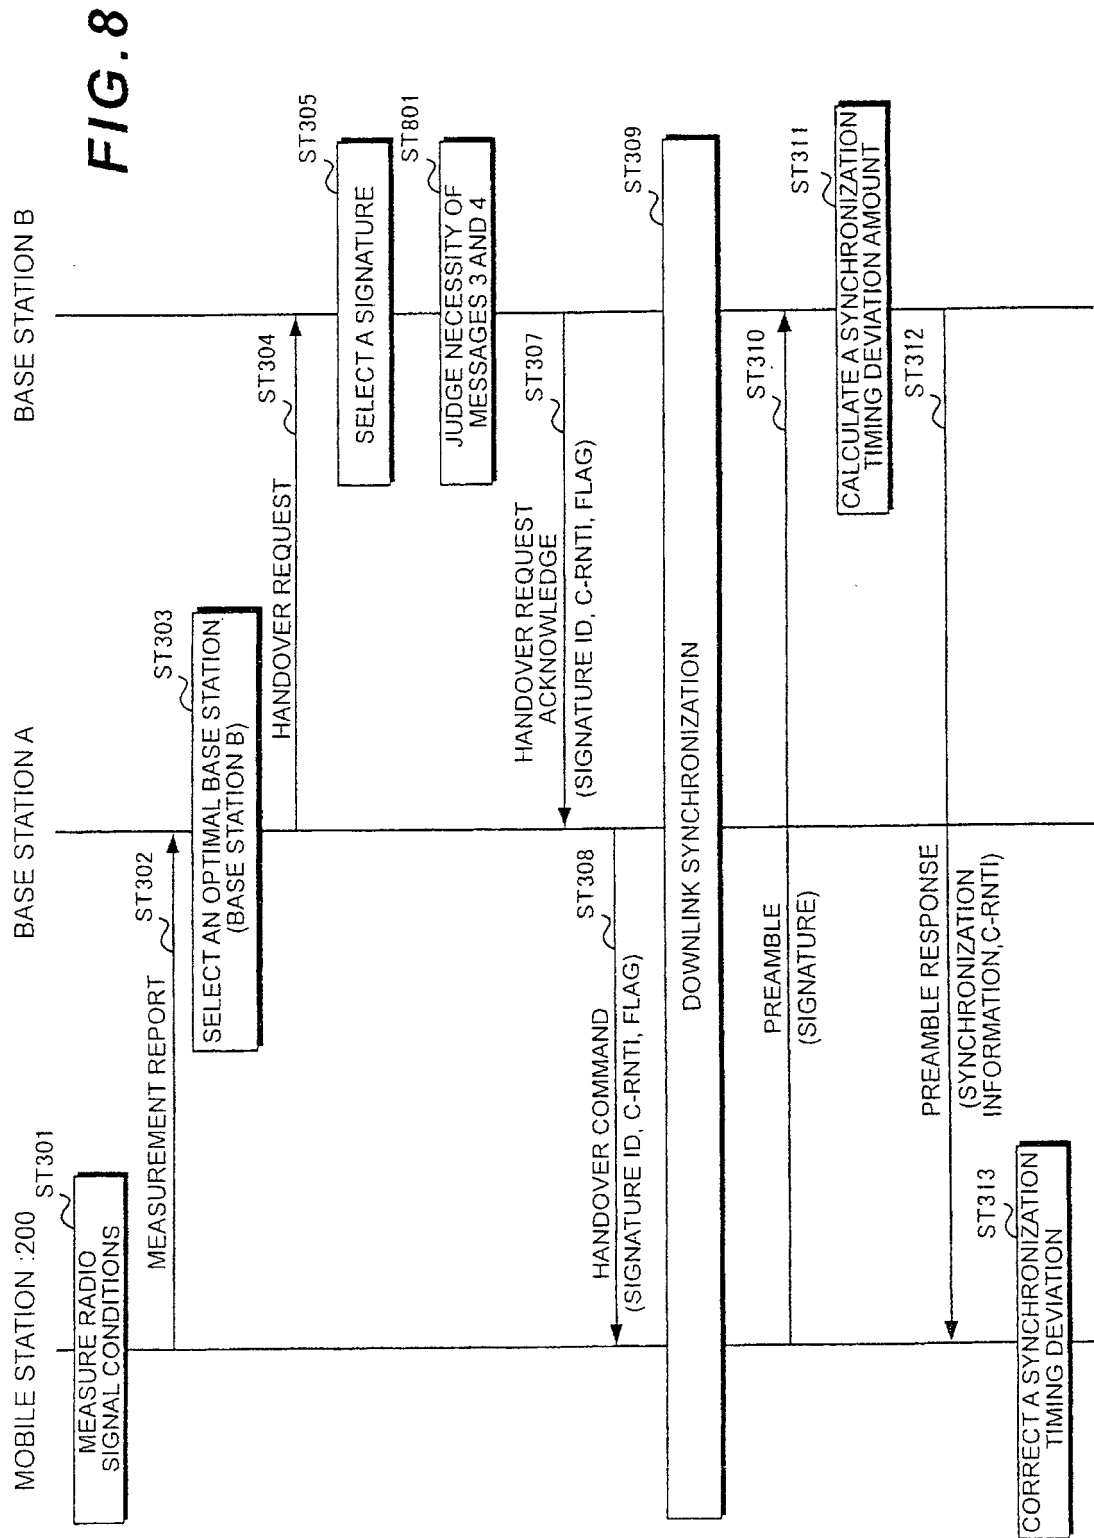 FIG.8
MOBILE STATION :200
BASE STATION A
BASE STATION B
ST301
MEASURE RADIO
SIGNAL CONDITIONS
MEASUREMENT REPORT
ST302
ST303
SELECT AN OPTIMAL BASE STATION
(BASE STATION B)
HANDOVER REQUEST
ST304
ST305
SELECT A SIGNATURE
ST801
JUDGE NECESSITY OF
MESSAGES 3 AND 4
HANDOVER REQUEST
ACKNOWLEDGE
ST307
(SIGNATURE ID, C-RNTI, FLAG)
HANDOVER COMMAND
ST308
(SIGNATURE ID, C-RNTI, FLAG)
ST309
DOWNLINK SYNCHRONIZATION
PREAMBLE
ST310
(SIGNATURE)
ST311
CALCULATE A SYNCHRONIZATION
TIMING DEVIATION AMOUNT
PREAMBLE RESPONSE
ST312
(SYNCHRONIZATION
INFORMATION,C-RNTI)
ST313
CORRECT A SYNCHRONIZATION
TIMING DEVIATION